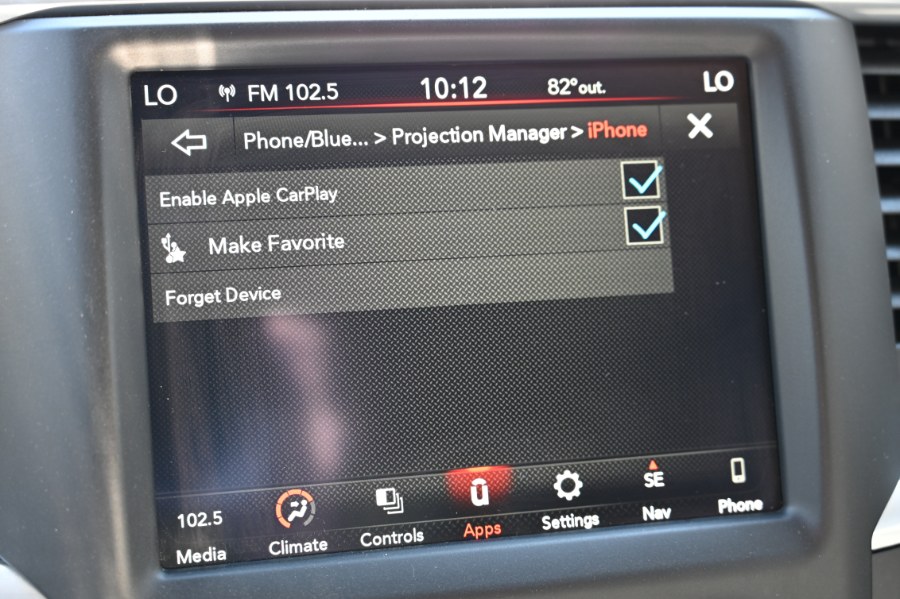 LO FM 102.5 10:12 82°out. LO
Phone/Blue... > Projection Manager > iPhone
Enable Apple CarPlay
Make Favorite
Forget Device
102.5 SE
Media Climate Controls Apps Settings Nav Phone